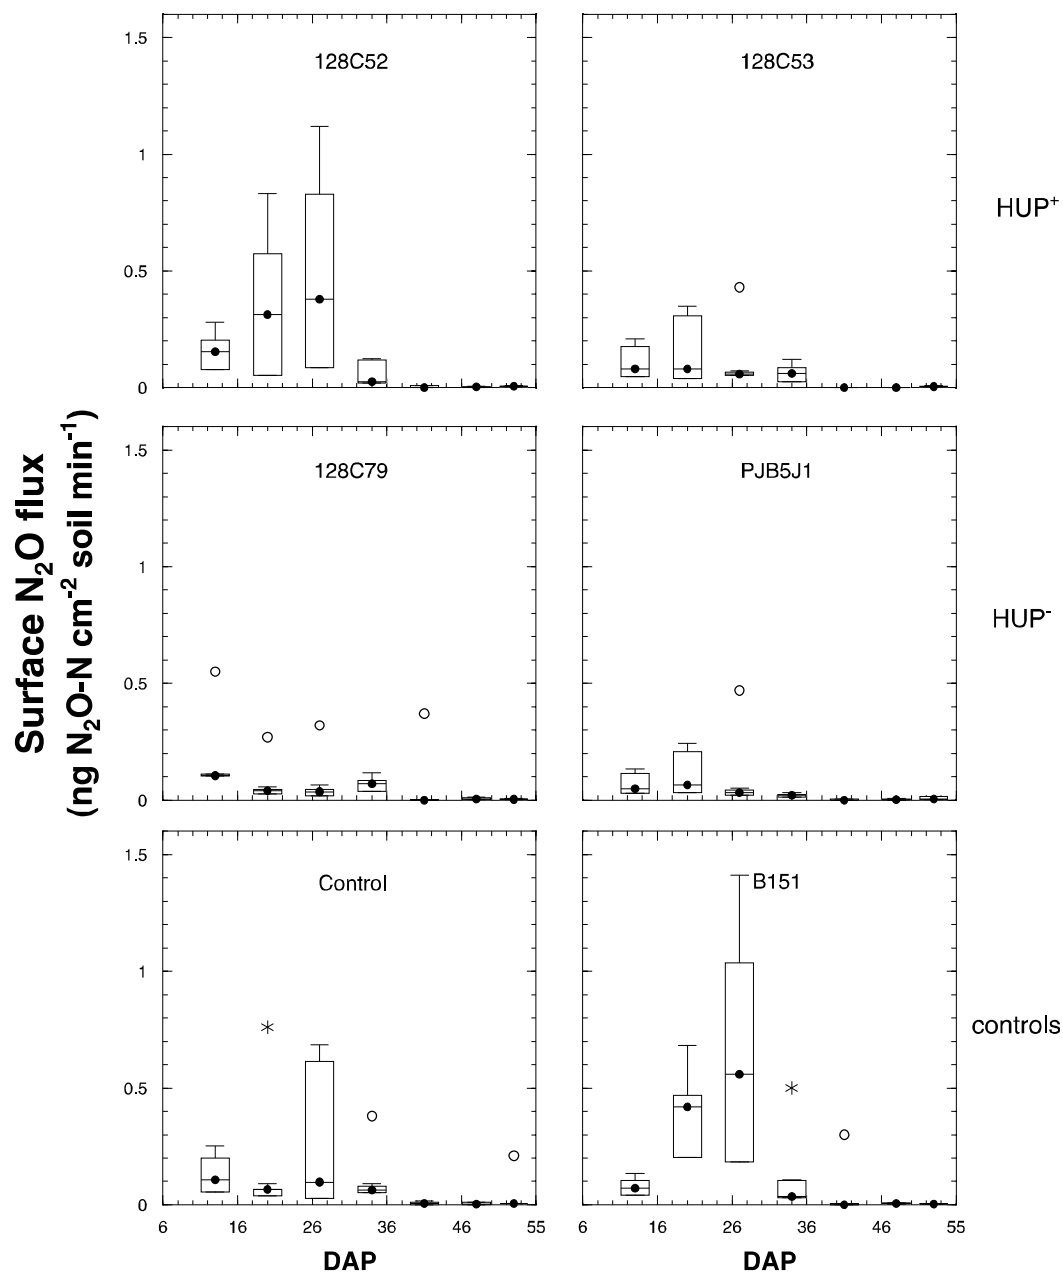 1.5
128C52
128C53
1
HUP⁺
0.5
0
1.5
128C79
PJB5J1
1
HUP⁻
0.5
0
Surface N₂O flux
(ng N₂O-N cm⁻² soil min⁻¹)
1.5
Control
B151
1
controls
0.5
0
6 16 26 36 46 55
6 16 26 36 46 55
DAP
DAP